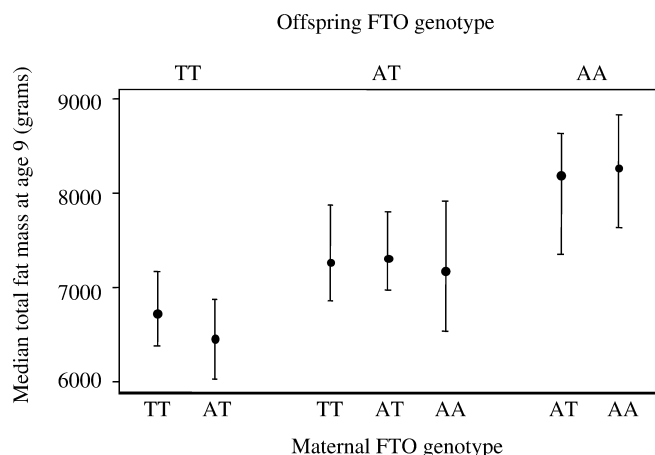 Offspring FTO genotype
TT AT AA
Median total fat mass at age 9 (grams)
9000
8000
7000
6000
TT AT TT AT AA AT AA
Maternal FTO genotype